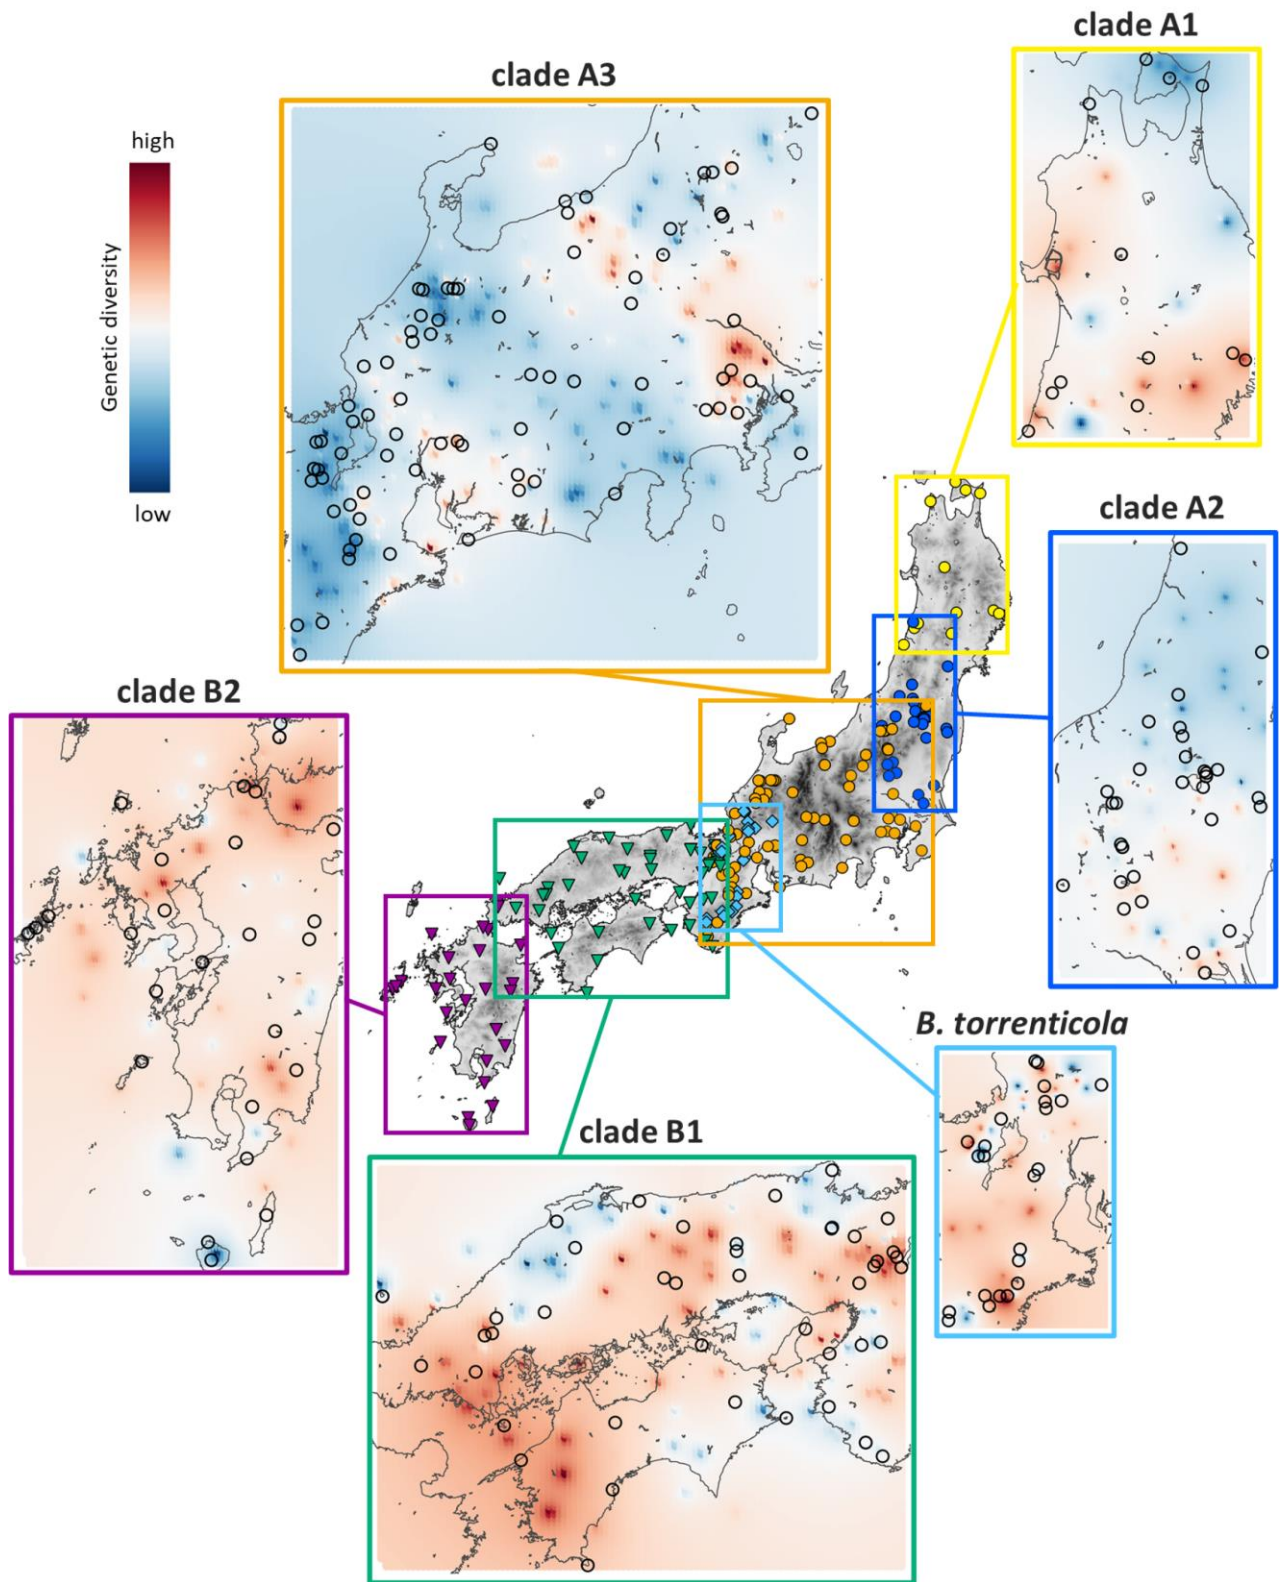 clade A1
clade A3
high
Genetic diversity
low
clade A2
clade B2
B. torrenticola
clade B1